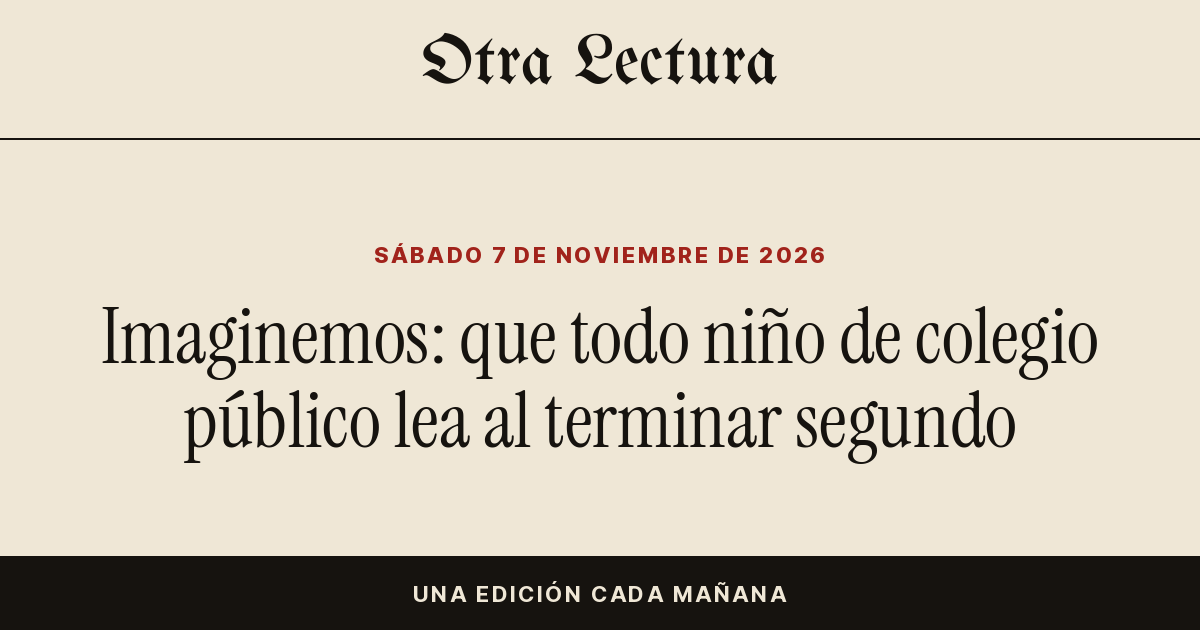 Otra Lectura
SÁBADO 7 DE NOVIEMBRE DE 2026
Imaginemos: que todo niño de colegio
público lea al terminar segundo
UNA EDICIÓN CADA MAÑANA